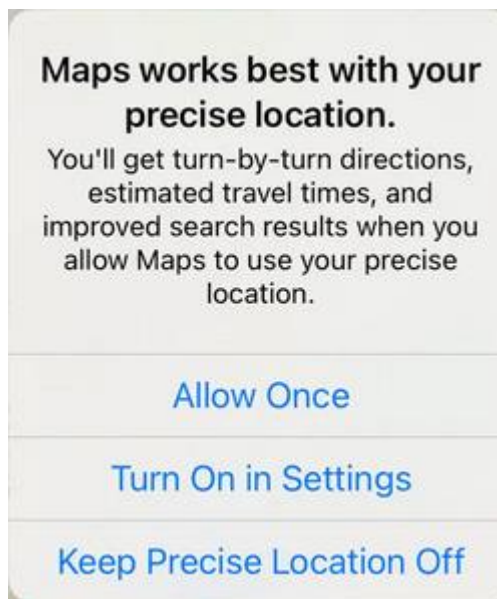 Maps works best with your
precise location.
You'll get turn-by-turn directions,
estimated travel times, and
improved search results when you
allow Maps to use your precise
location.
Allow Once
Turn On in Settings
Keep Precise Location Off